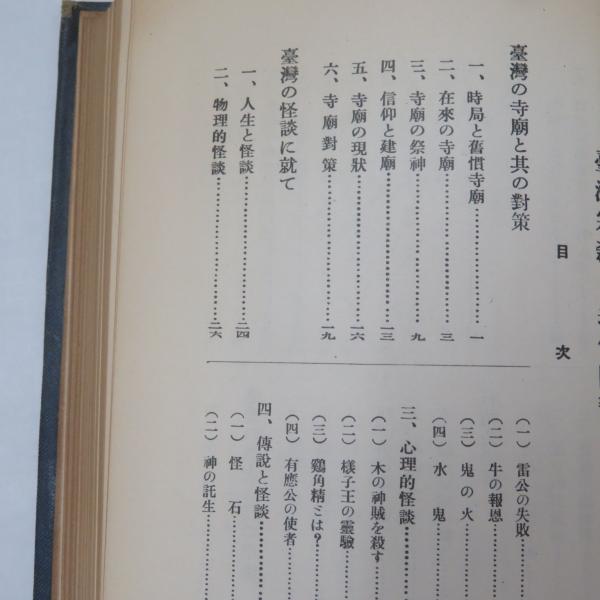 目次
臺灣の寺廟と其の對策
一、時局と舊慣寺廟……一
二、在來の寺廟……三
三、寺廟の祭神……九
四、信仰と建廟……一三
五、寺廟の現狀……一六
六、寺廟對策……一九
臺灣の怪談に就て
一、人生と怪談……二四
二、物理的怪談……二六
（一）雷公の失敗……
（二）牛の報恩……
（三）鬼の火……
（四）水鬼……
三、心理的怪談……
（一）木の神賊を殺す……
（二）檨子王の靈驗……
（三）鷄角精とは？……
（四）有應公の使者……
四、傳說と怪談……
（一）怪石……
（二）神の託生……